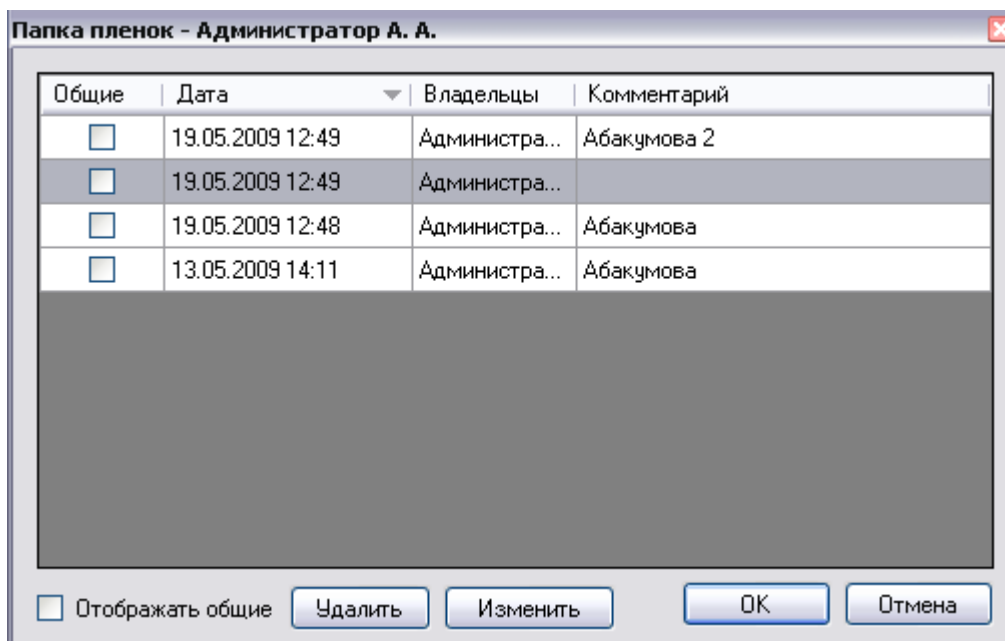 Папка пленок - Администратор А. А.
Общие Дата Владельцы Комментарий
19.05.2009 12:49 Администра... Абакумова 2
19.05.2009 12:49 Администра...
19.05.2009 12:48 Администра... Абакумова
13.05.2009 14:11 Администра... Абакумова
Отображать общие Удалить Изменить ОК Отмена